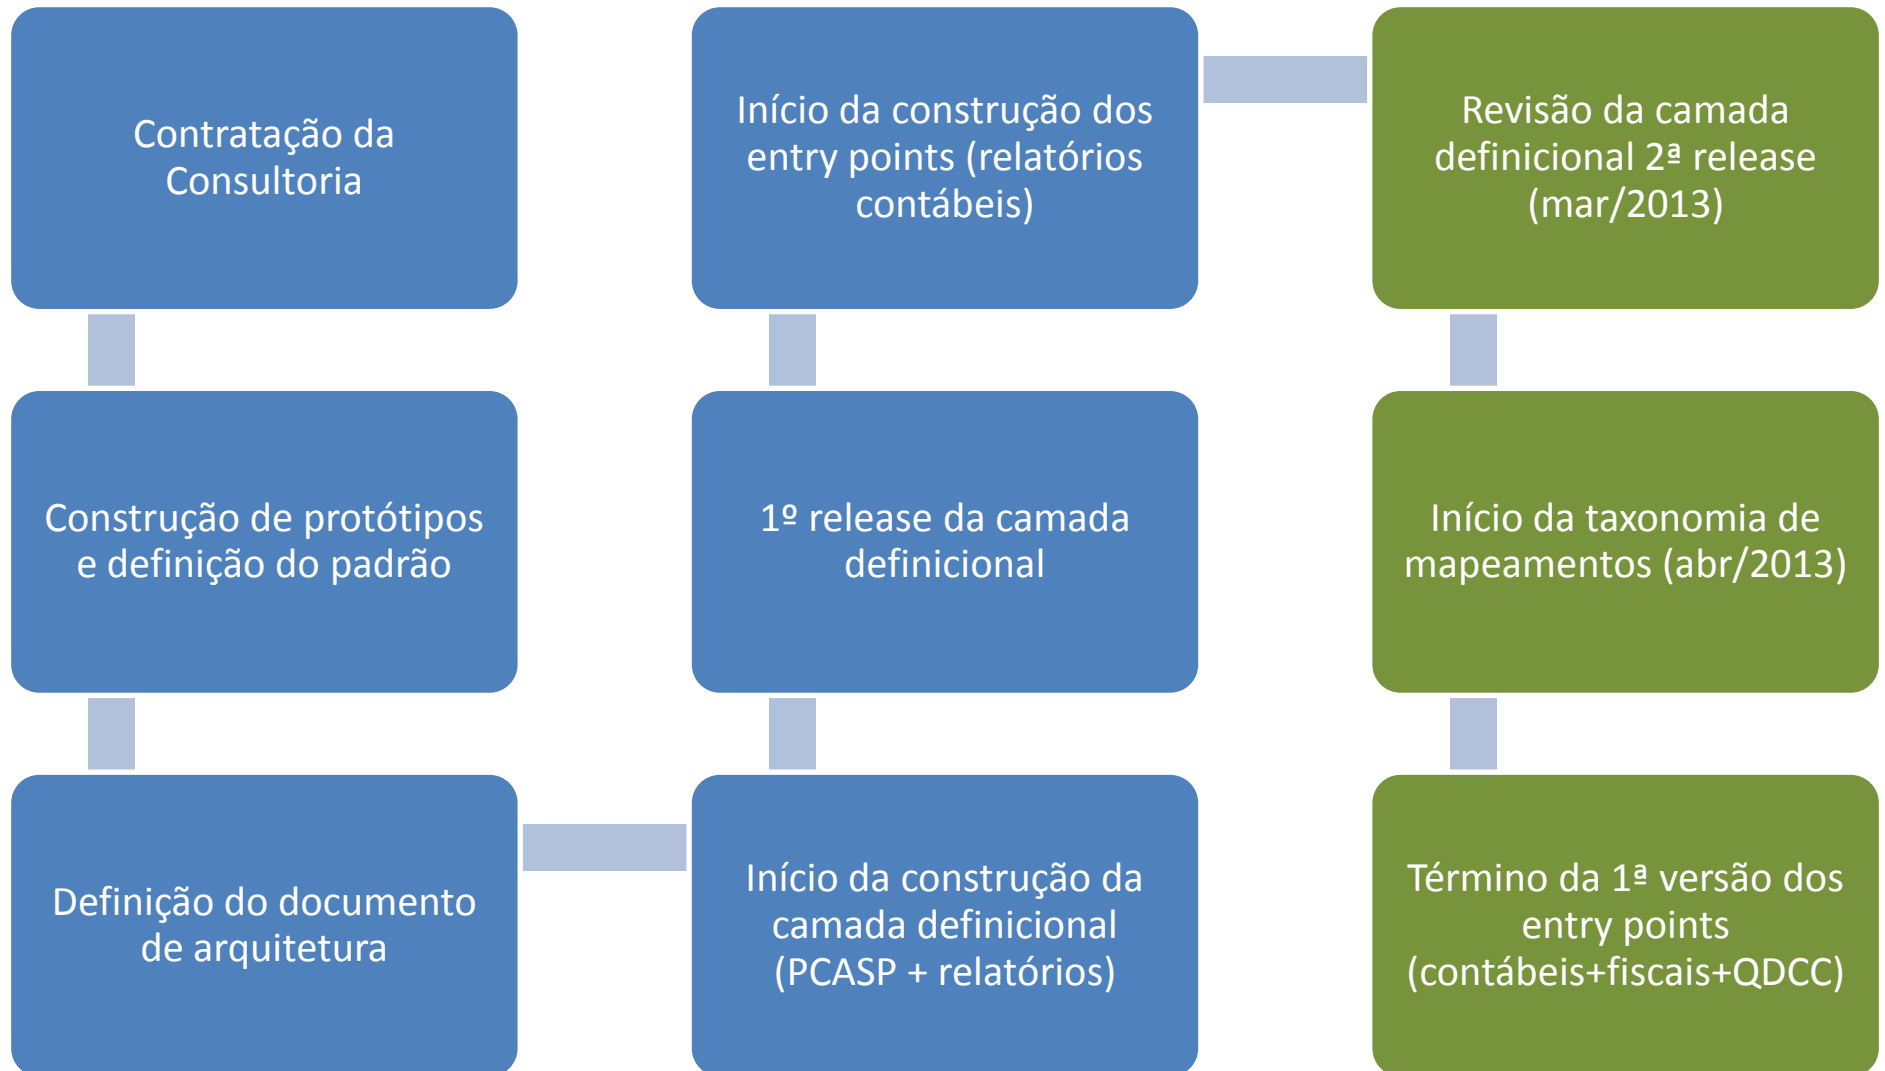 Contratação da
Consultoria
Construção de protótipos
e definição do padrão
Definição do documento
de arquitetura
Início da construção da
camada definicional
(PCASP + relatórios)
1º release da camada
definicional
Início da construção dos
entry points (relatórios
contábeis)
Revisão da camada
definicional 2ª release
(mar/2013)
Início da taxonomia de
mapeamentos (abr/2013)
Término da 1ª versão dos
entry points
(contábeis+fiscais+QDCC)